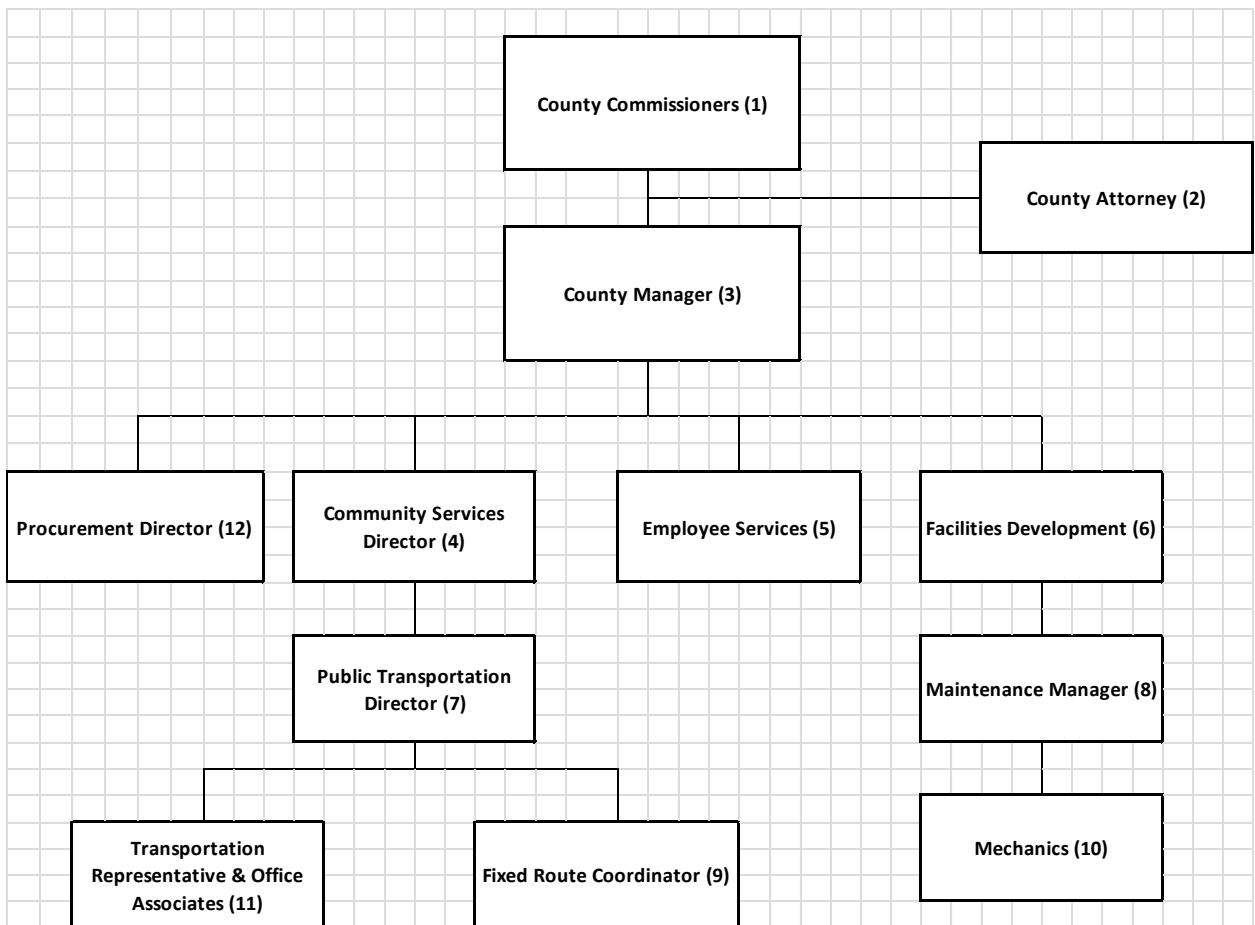 County Commissioners (1)
County Attorney (2)
County Manager (3)
Procurement Director (12)
Community Services
Director (4)
Employee Services (5)
Facilities Development (6)
Public Transportation
Director (7)
Maintenance Manager (8)
Transportation
Representative & Office
Associates (11)
Fixed Route Coordinator (9)
Mechanics (10)